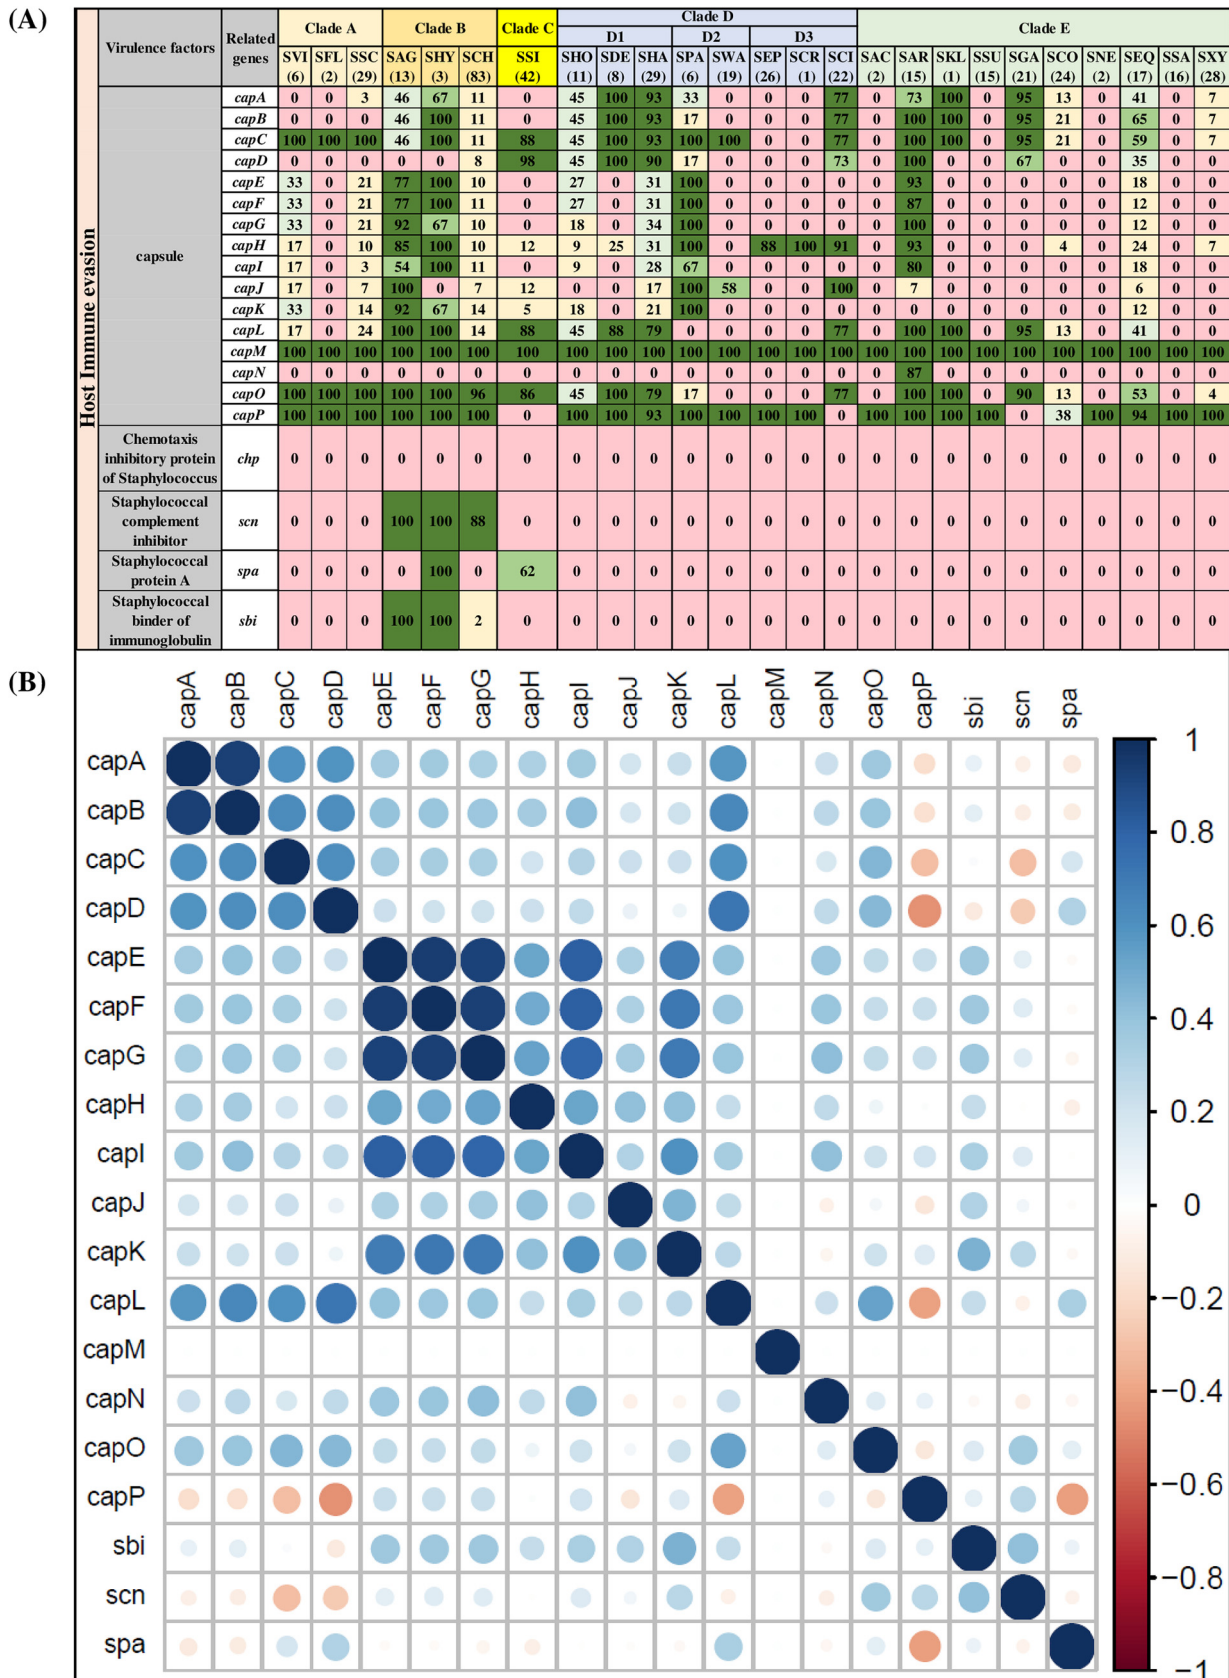 (A)
Host Immune evasion
Virulence factors Related genes Clade A Clade B Clade C Clade D Clade E
D1 D2 D3
SVI SFL SSC SAG SHY SCH SSI SHO SDE SHA SPA SWA SEP SCR SCI SAC SAR SKL SSU SGA SCO SNE SEQ SSA SXY
(6) (2) (29) (13) (3) (83) (42) (11) (8) (29) (6) (19) (26) (1) (22) (2) (15) (1) (15) (21) (24) (2) (17) (16) (28)
capsule
capA 0 0 3 46 67 11 0 45 100 93 33 0 0 0 77 0 73 100 0 95 13 0 41 0 7
capB 0 0 0 46 100 11 0 45 100 93 17 0 0 0 77 0 100 100 0 95 21 0 65 0 7
capC 100 100 100 46 100 11 88 45 100 93 100 100 0 0 77 0 100 100 0 95 21 0 59 0 7
capD 0 0 0 0 0 8 98 45 100 90 17 0 0 0 73 0 100 0 0 67 0 0 35 0 0
capE 33 0 21 77 100 10 0 27 0 31 100 0 0 0 0 0 93 0 0 0 0 0 18 0 0
capF 33 0 21 77 100 11 0 27 0 31 100 0 0 0 0 0 87 0 0 0 0 0 12 0 0
capG 33 0 21 92 67 10 0 18 0 34 100 0 0 0 0 0 100 0 0 0 0 0 12 0 0
capH 17 0 10 85 100 10 12 9 25 31 100 0 88 100 91 0 93 0 0 0 4 0 24 0 7
capI 17 0 3 54 100 11 0 9 0 28 67 0 0 0 0 0 80 0 0 0 0 0 18 0 0
capJ 17 0 7 100 0 7 12 0 0 17 100 58 0 0 100 0 7 0 0 0 0 0 6 0 0
capK 33 0 14 92 67 14 5 18 0 21 100 0 0 0 0 0 0 0 0 0 0 0 12 0 0
capL 17 0 24 100 100 14 88 45 88 79 0 0 0 0 77 0 100 100 0 95 13 0 41 0 0
capM 100 100 100 100 100 100 100 100 100 100 100 100 100 100 100 100 100 100 100 100 100 100 100 100 100
capN 0 0 0 0 0 0 0 0 0 0 0 0 0 0 0 0 87 0 0 0 0 0 0 0 0
capO 100 100 100 100 100 96 86 45 100 79 17 0 0 0 77 0 100 100 0 90 13 0 53 0 4
capP 100 100 100 100 100 100 0 100 100 93 100 100 100 100 0 100 100 100 100 0 38 100 94 100 100
Chemotaxis
inhibitory protein
of Staphylococcus
chp 0 0 0 0 0 0 0 0 0 0 0 0 0 0 0 0 0 0 0 0 0 0 0 0 0
Staphylococcal
complement
inhibitor
scn 0 0 0 100 100 88 0 0 0 0 0 0 0 0 0 0 0 0 0 0 0 0 0 0 0
Staphylococcal
protein A
spa 0 0 0 0 100 0 62 0 0 0 0 0 0 0 0 0 0 0 0 0 0 0 0 0 0
Staphylococcal
binder of
immunoglobulin
sbi 0 0 0 100 100 2 0 0 0 0 0 0 0 0 0 0 0 0 0 0 0 0 0 0 0
(B)
capA capB capC capD capE capF capG capH capI capJ capK capL capM capN capO capP sbi scn spa
capA
capB
capC
capD
capE
capF
capG
capH
capI
capJ
capK
capL
capM
capN
capO
capP
sbi
scn
spa
1
0.8
0.6
0.4
0.2
0
−0.2
−0.4
−0.6
−0.8
−1